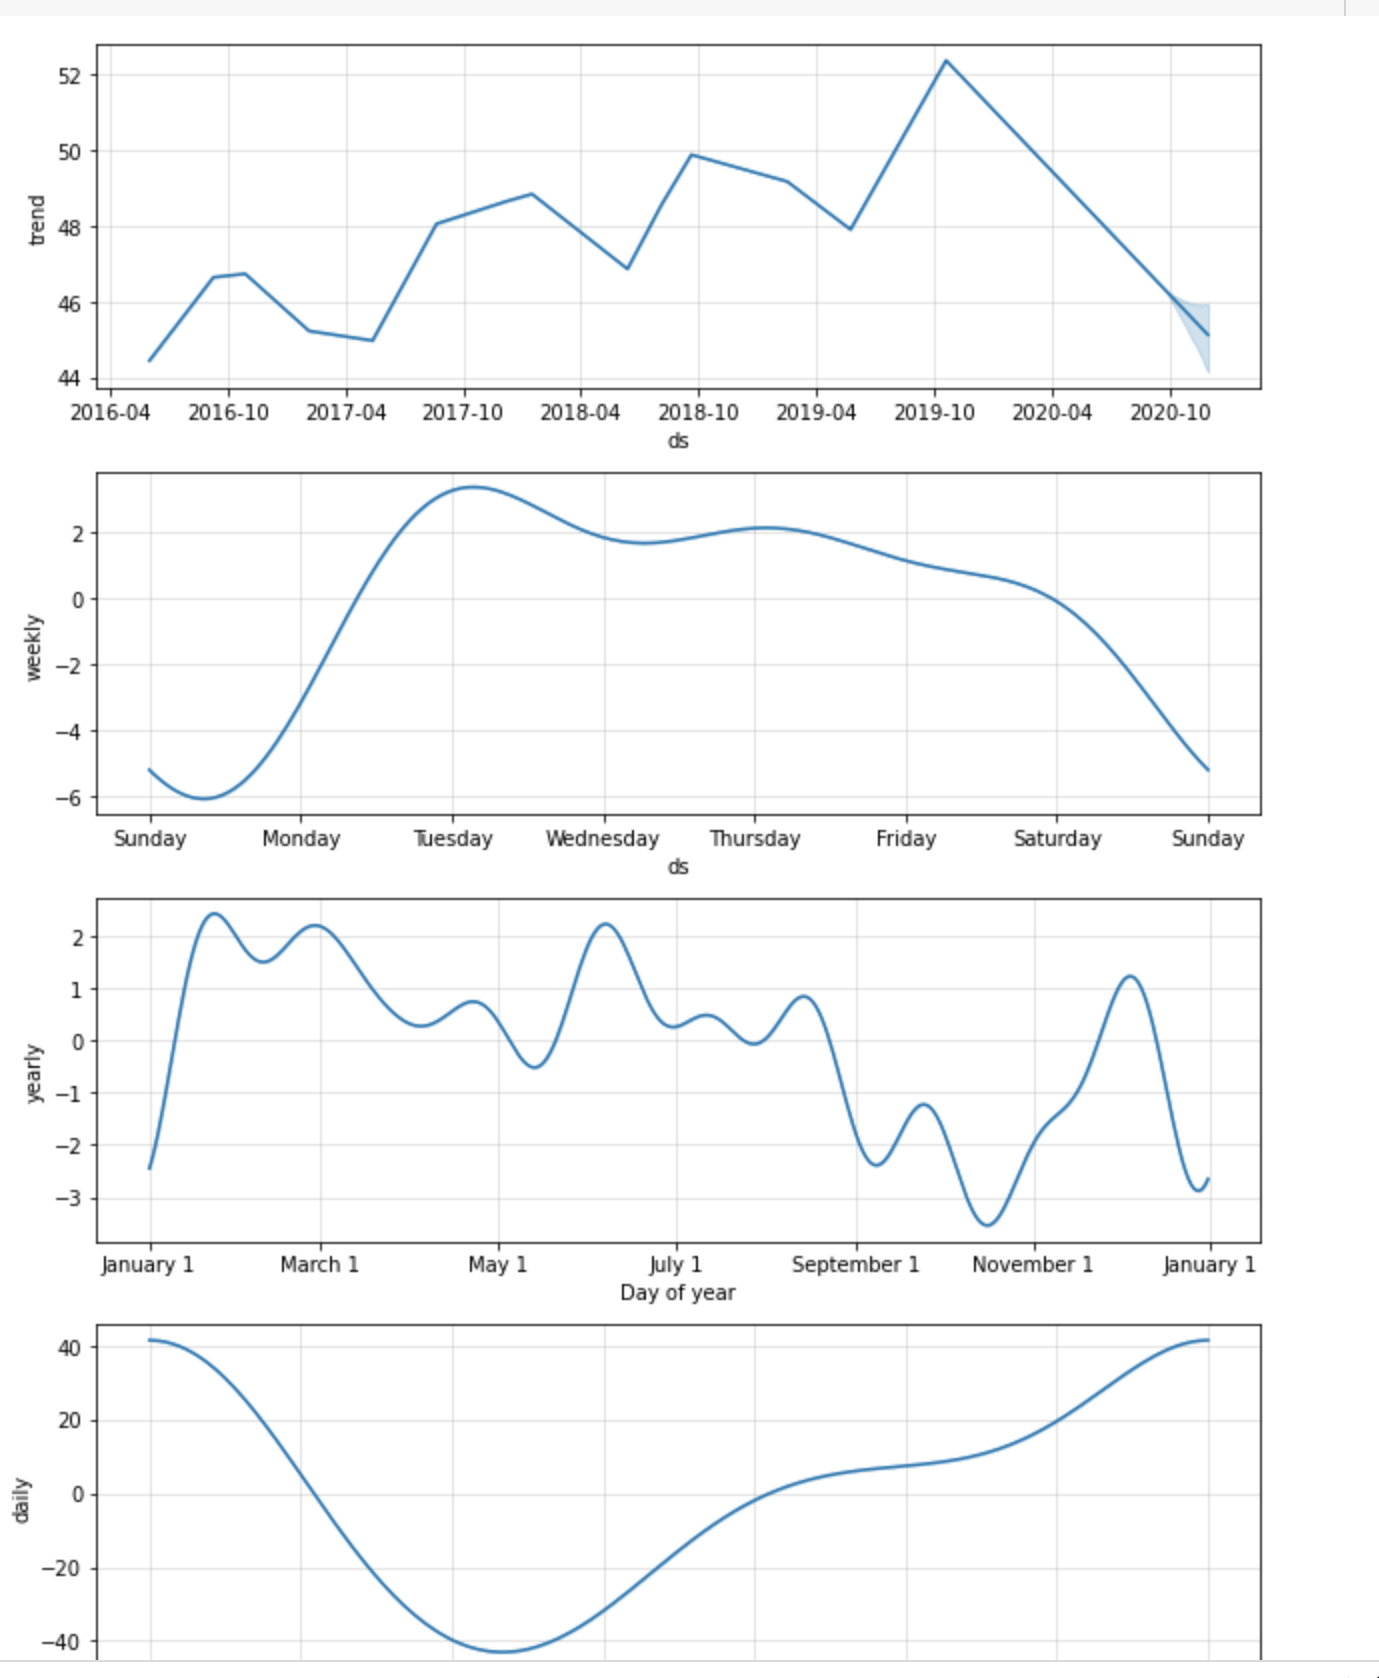 52
50
48
46
44
trend
2016-04 2016-10 2017-04 2017-10 2018-04 2018-10 2019-04 2019-10 2020-04 2020-10
ds
2
0
−2
−4
−6
weekly
Sunday Monday Tuesday Wednesday Thursday Friday Saturday Sunday
ds
2
1
0
−1
−2
−3
yearly
January 1 March 1 May 1 July 1 September 1 November 1 January 1
Day of year
40
20
0
−20
−40
daily